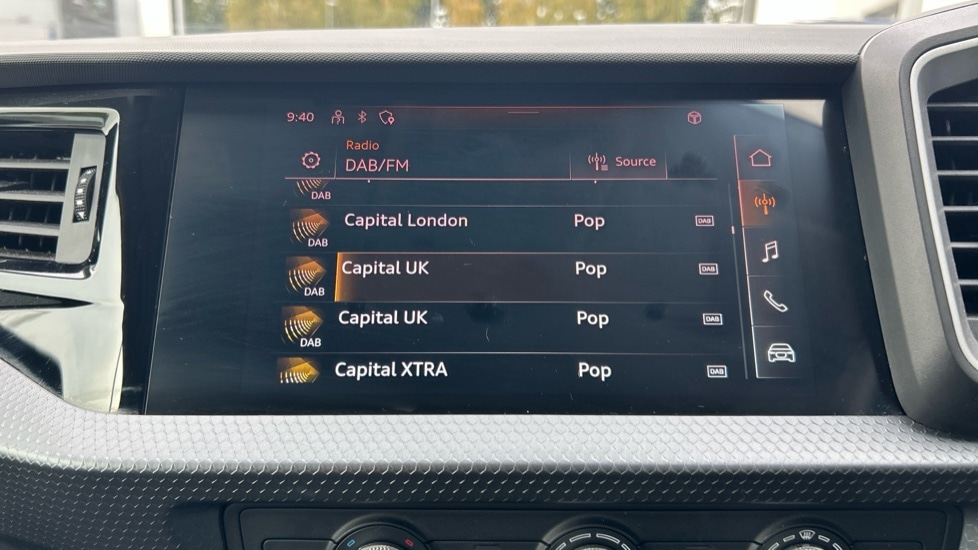 9:40
Radio
DAB/FM
Source
DAB
Capital London Pop DAB
DAB
Capital UK Pop DAB
DAB
Capital UK Pop DAB
DAB
Capital XTRA Pop DAB